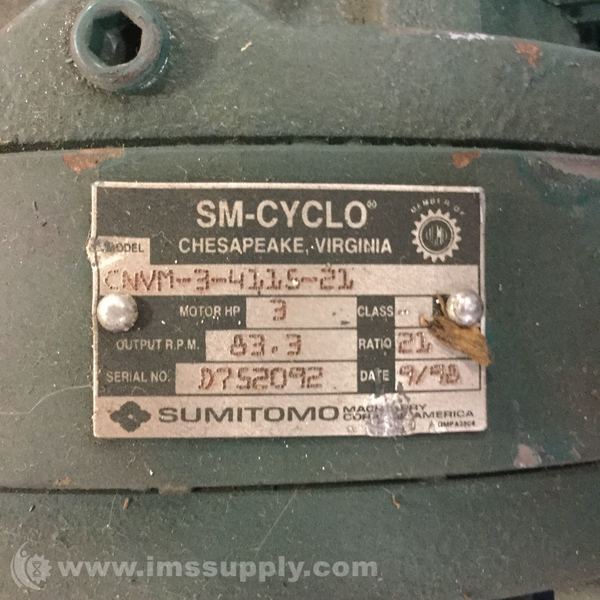 SM-CYCLO®
MEMBER OF
CHESAPEAKE, VIRGINIA
MODEL
CNVM-3-4115-21
MOTOR HP 3 CLASS
OUTPUT R.P.M. 83.3 RATIO 21
SERIAL NO. D752092 DATE 9/98
SUMITOMO MACHINERY
AMERICA
www.imssupply.com